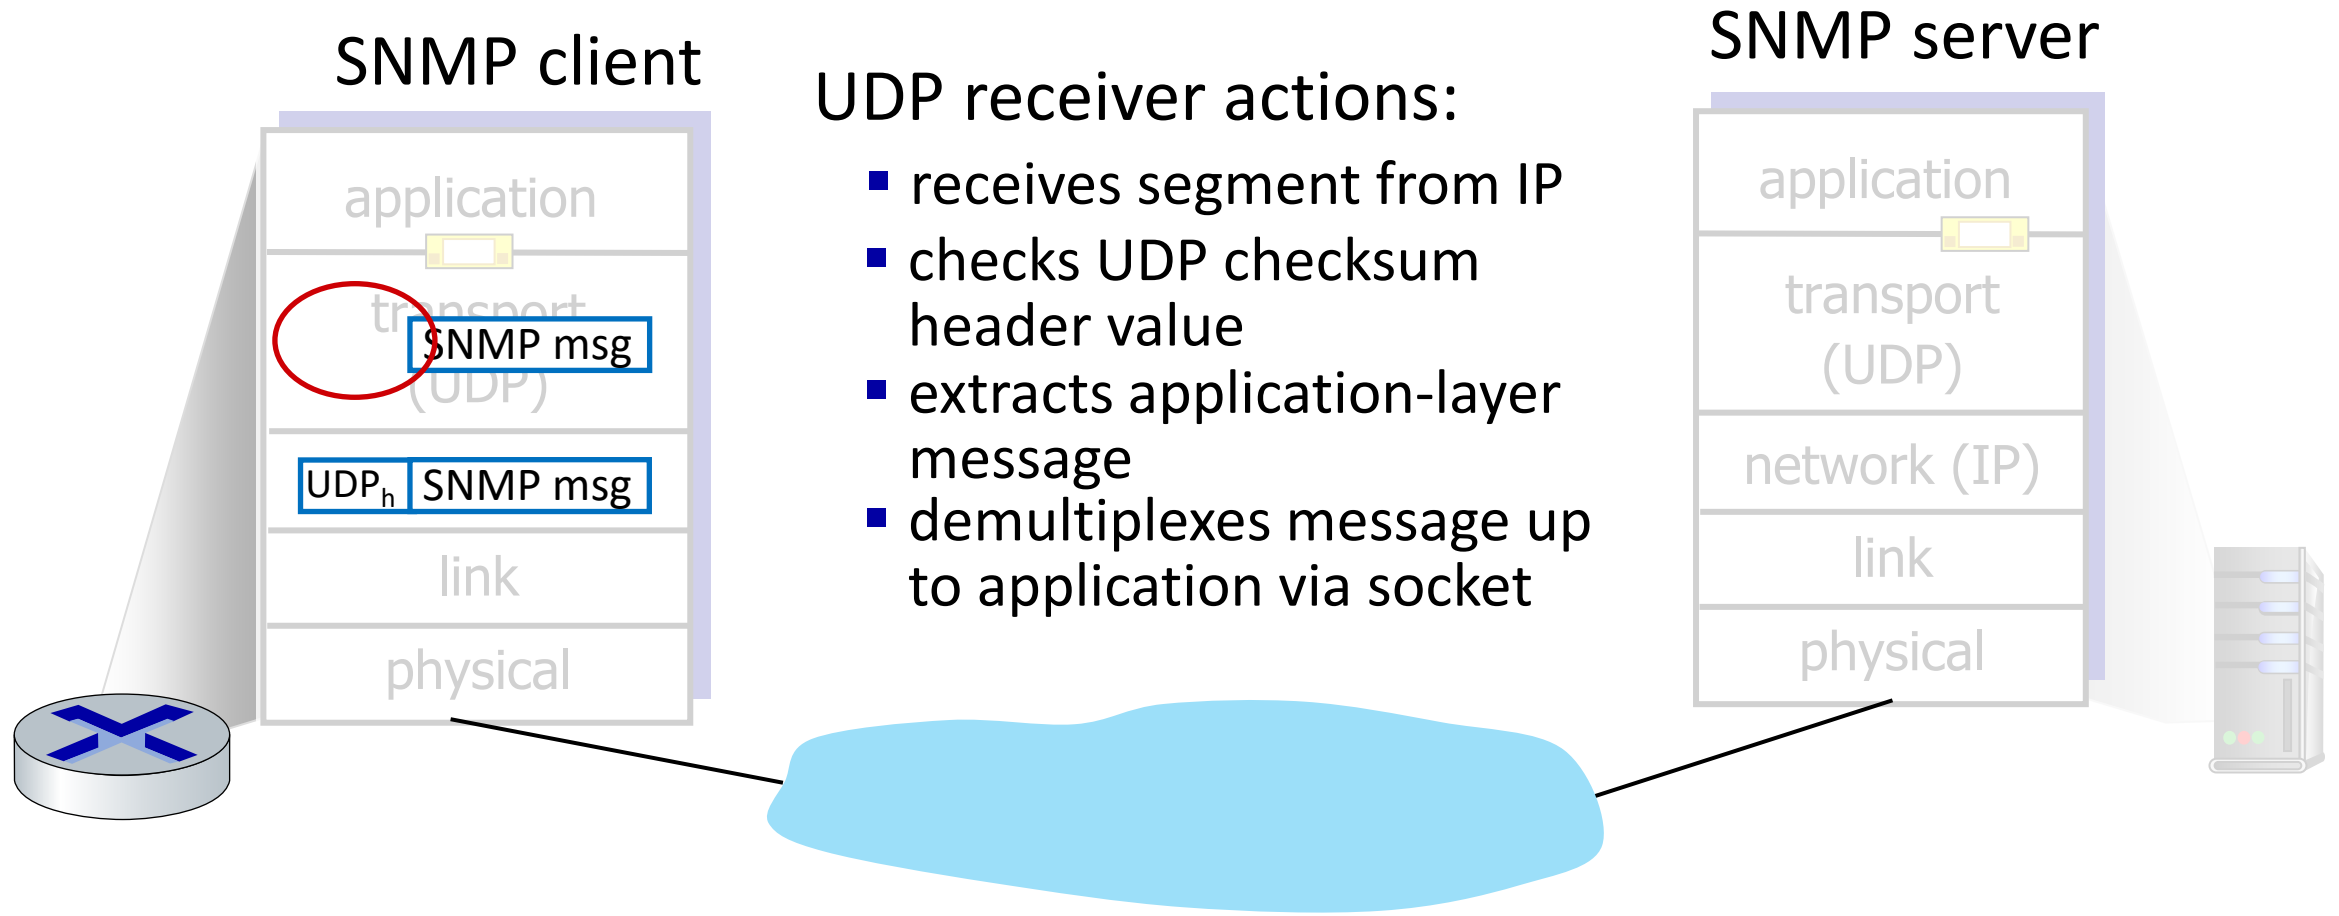 SNMP client
application
transport
SNMP msg
(UDP)
UDPh SNMP msg
link
physical
UDP receiver actions:
receives segment from IP
checks UDP checksum
header value
extracts application-layer
message
demultiplexes message up
to application via socket
SNMP server
application
transport
(UDP)
network (IP)
link
physical